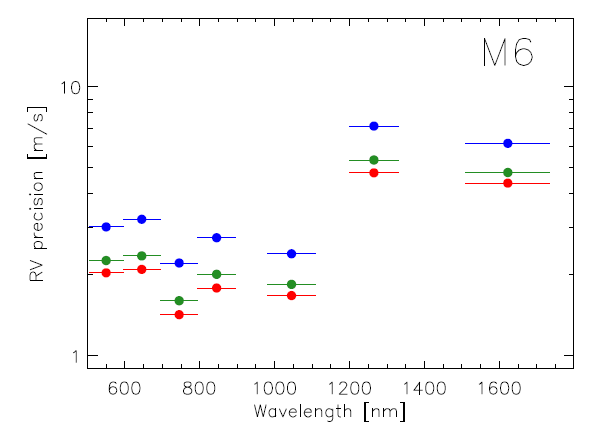 M6
10
RV precision [m/s]
1
600 800 1000 1200 1400 1600
Wavelength [nm]